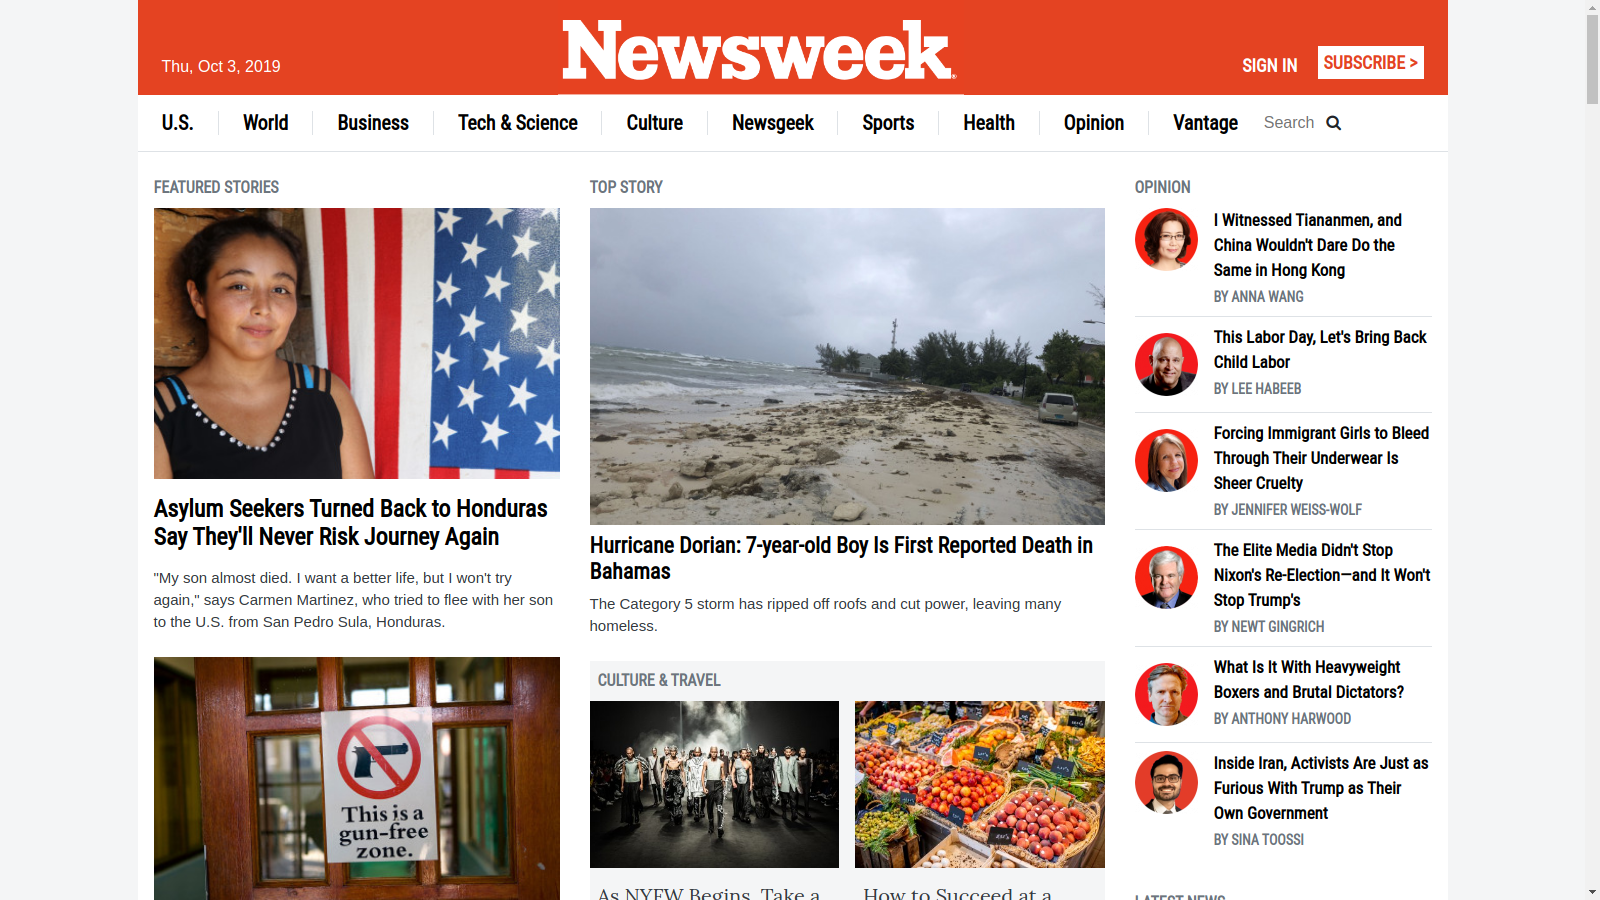 Newsweek
Thu, Oct 3, 2019
SIGN IN
SUBSCRIBE >
U.S.
World
Business
Tech & Science
Culture
Newsgeek
Sports
Health
Opinion
Vantage
Search
FEATURED STORIES
Asylum Seekers Turned Back to Honduras
Say They'll Never Risk Journey Again
"My son almost died. I want a better life, but I won't try
again," says Carmen Martinez, who tried to flee with her son
to the U.S. from San Pedro Sula, Honduras.
This is a
gun-free
zone.
TOP STORY
Hurricane Dorian: 7-year-old Boy Is First Reported Death in
Bahamas
The Category 5 storm has ripped off roofs and cut power, leaving many
homeless.
CULTURE & TRAVEL
As NYFW Begins, Take a
How to Succeed at a
OPINION
I Witnessed Tiananmen, and
China Wouldn't Dare Do the
Same in Hong Kong
BY ANNA WANG
This Labor Day, Let's Bring Back
Child Labor
BY LEE HABEEB
Forcing Immigrant Girls to Bleed
Through Their Underwear Is
Sheer Cruelty
BY JENNIFER WEISS-WOLF
The Elite Media Didn't Stop
Nixon's Re-Election—and It Won't
Stop Trump's
BY NEWT GINGRICH
What Is It With Heavyweight
Boxers and Brutal Dictators?
BY ANTHONY HARWOOD
Inside Iran, Activists Are Just as
Furious With Trump as Their
Own Government
BY SINA TOOSSI
LATEST NEWS